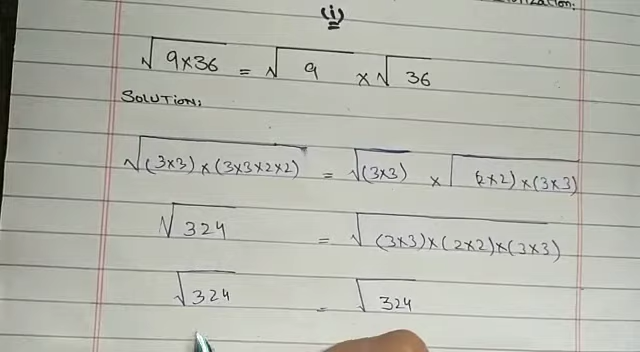 (i)
√9×36 = √9 × √36
SOLUTION:
√(3×3)×(3×3×2×2) = √(3×3) × √(2×2)×(3×3)
√324 = √(3×3)×(2×2)×(3×3)
√324 = √324